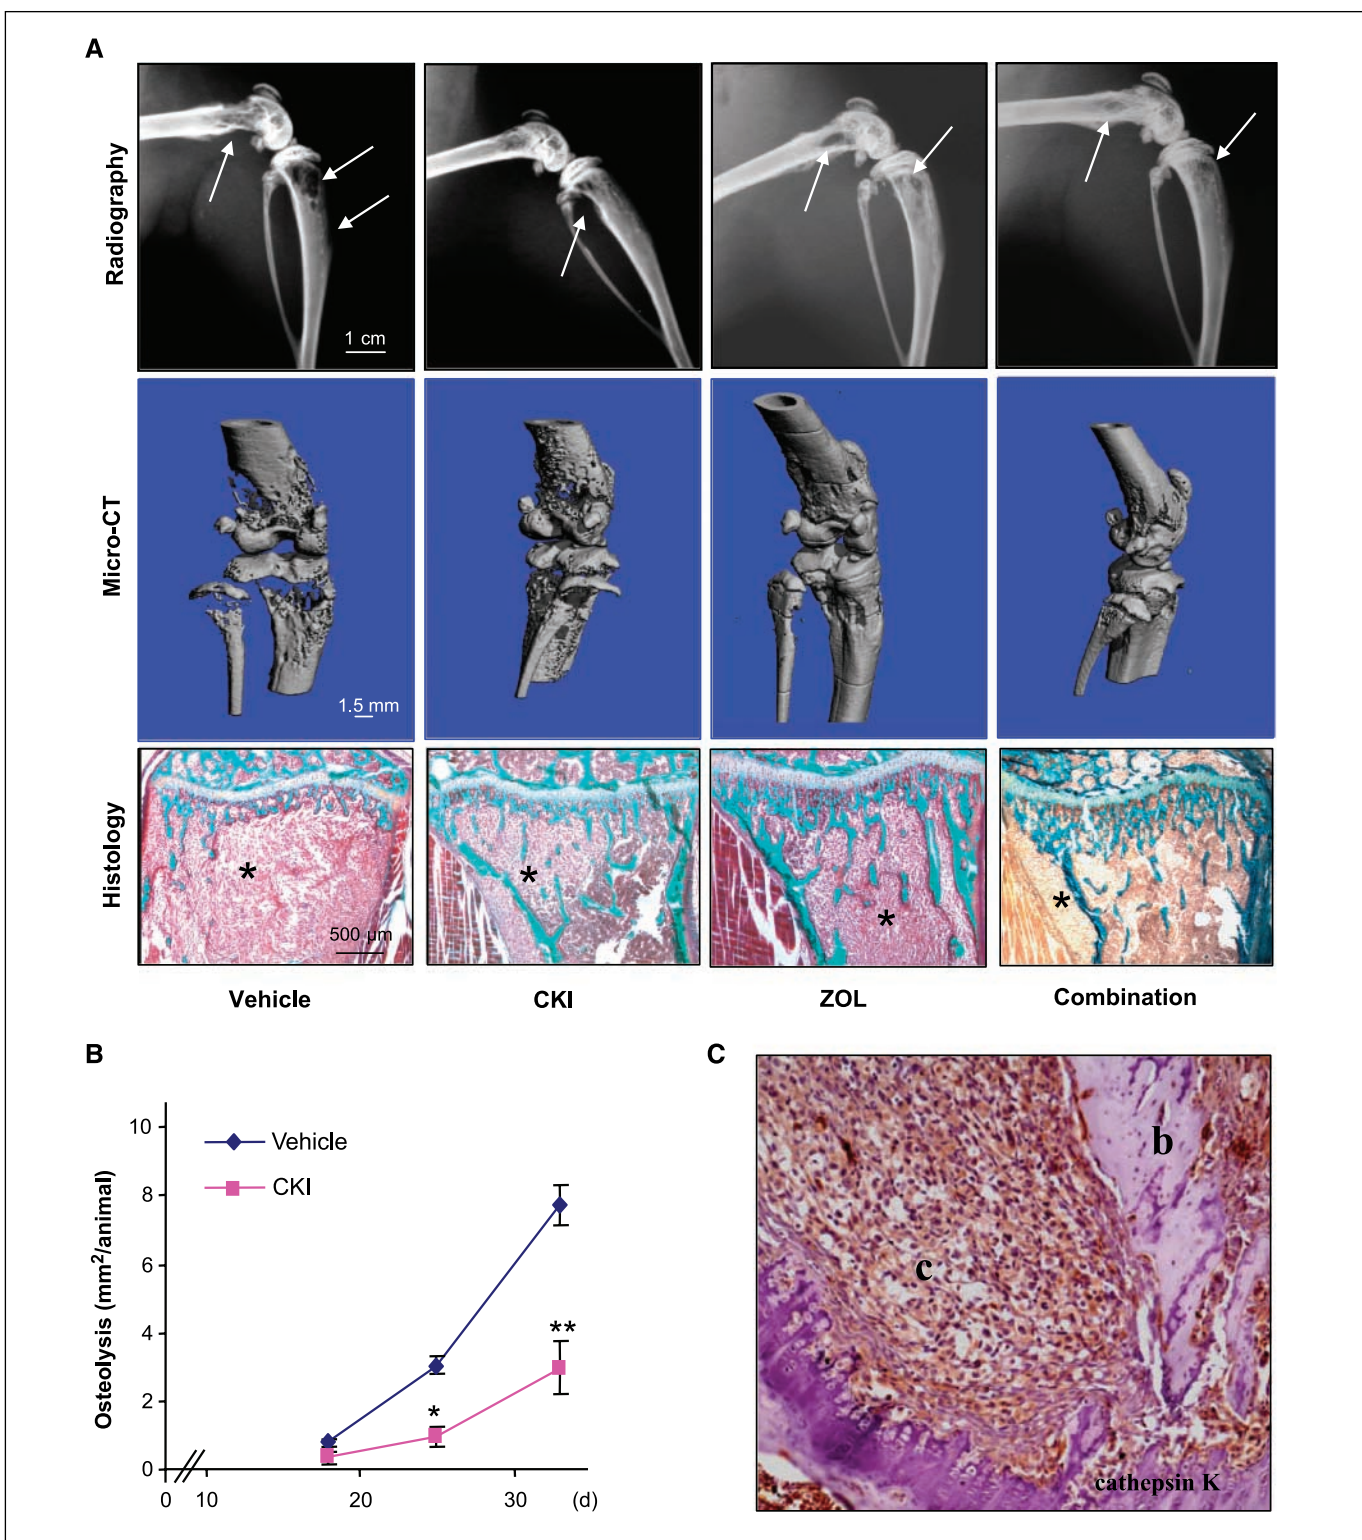 A
Radiography
1 cm
Micro-CT
1.5 mm
Histology
*
500 µm
*
*
*
Vehicle
CKI
ZOL
Combination
B
Osteolysis (mm²/animal)
10
8
6
4
2
0
Vehicle
CKI
*
**
0
10
20
30
(d)
C
b
c
cathepsin K